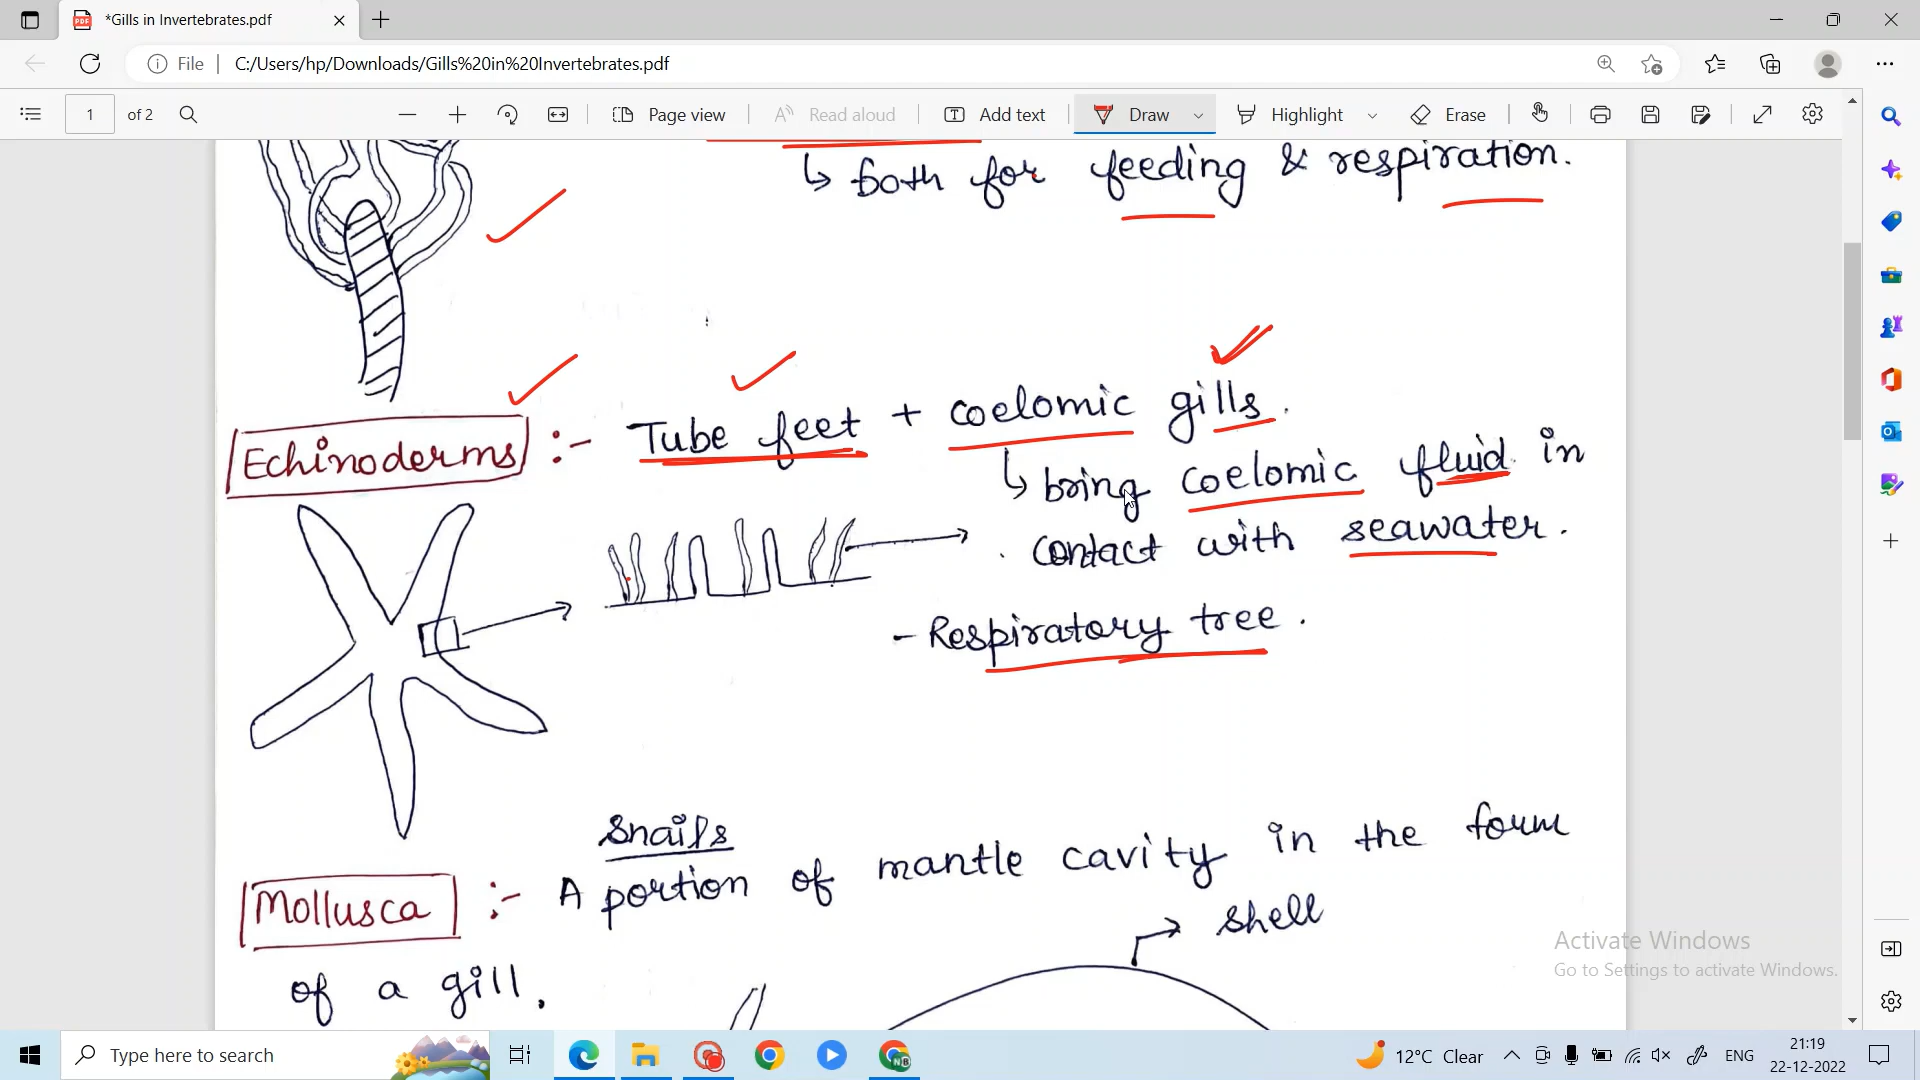 *Gills in Invertebrates.pdf
File
C:/Users/hp/Downloads/Gills%20in%20Invertebrates.pdf
1 of 2
Page view
Read aloud
Add text
Draw
Highlight
Erase
↳ both for feeding & respiration.
Echinoderms :- Tube feet + coelomic gills.
↳ bring coelomic fluid in
contact with seawater.
- Respiratory tree.
Snails
Mollusca :- A portion of mantle cavity in the form
of a gill.
→ shell
Activate Windows
Go to Settings to activate Windows.
Type here to search
12°C Clear
ENG
21:19
22-12-2022